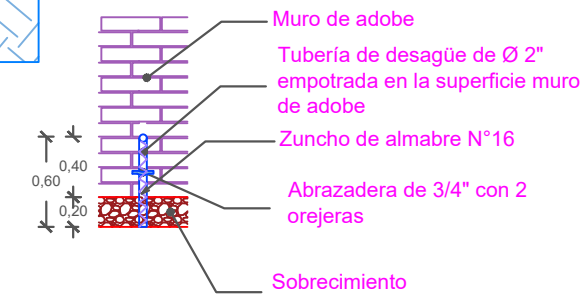 Muro de adobe
Tubería de desagüe de Ø 2"
empotrada en la superficie muro
de adobe
Zuncho de almabre N°16
0,40
0,60
0,20
Abrazadera de 3/4" con 2
orejeras
Sobrecimiento